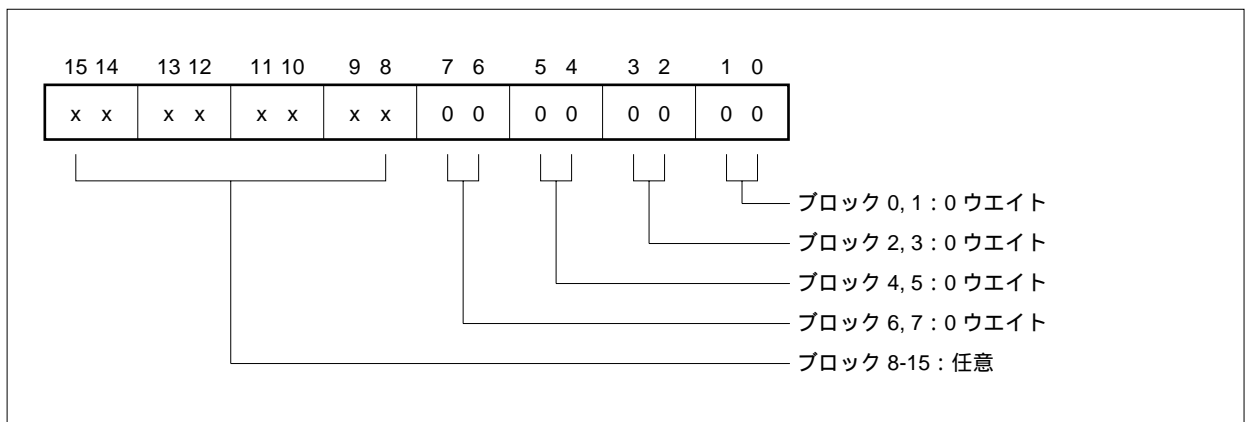 15 14 13 12 11 10 9 8 7 6 5 4 3 2 1 0
x x x x x x x x 0 0 0 0 0 0 0 0
ブロック 0, 1：0 ウエイト
ブロック 2, 3：0 ウエイト
ブロック 4, 5：0 ウエイト
ブロック 6, 7：0 ウエイト
ブロック 8-15：任意